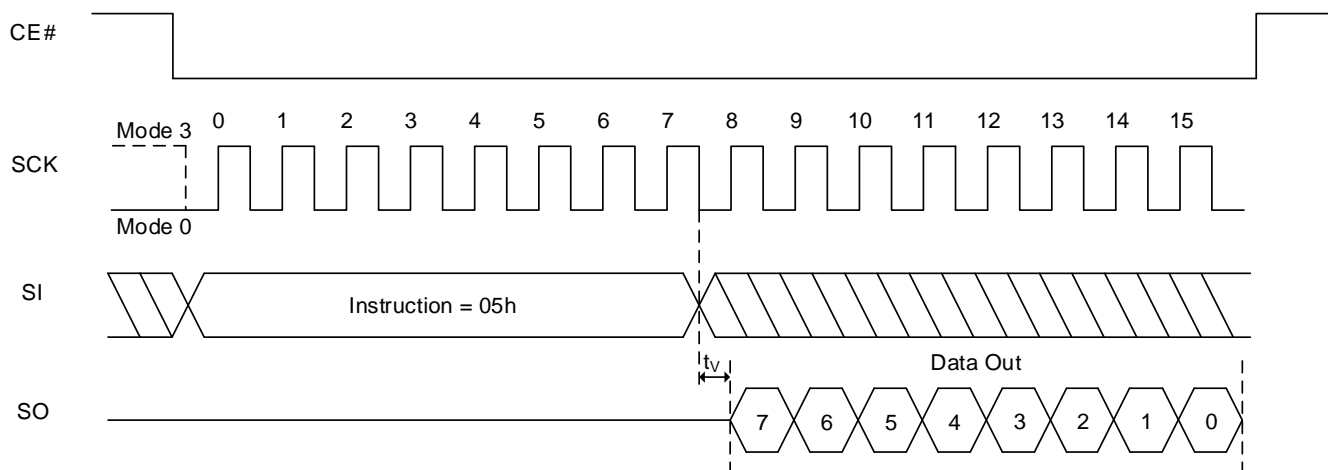 CE#
0 1 2 3 4 5 6 7 8 9 10 11 12 13 14 15
Mode 3
SCK
Mode 0
SI
Instruction = 05h
tV
Data Out
SO
7 6 5 4 3 2 1 0